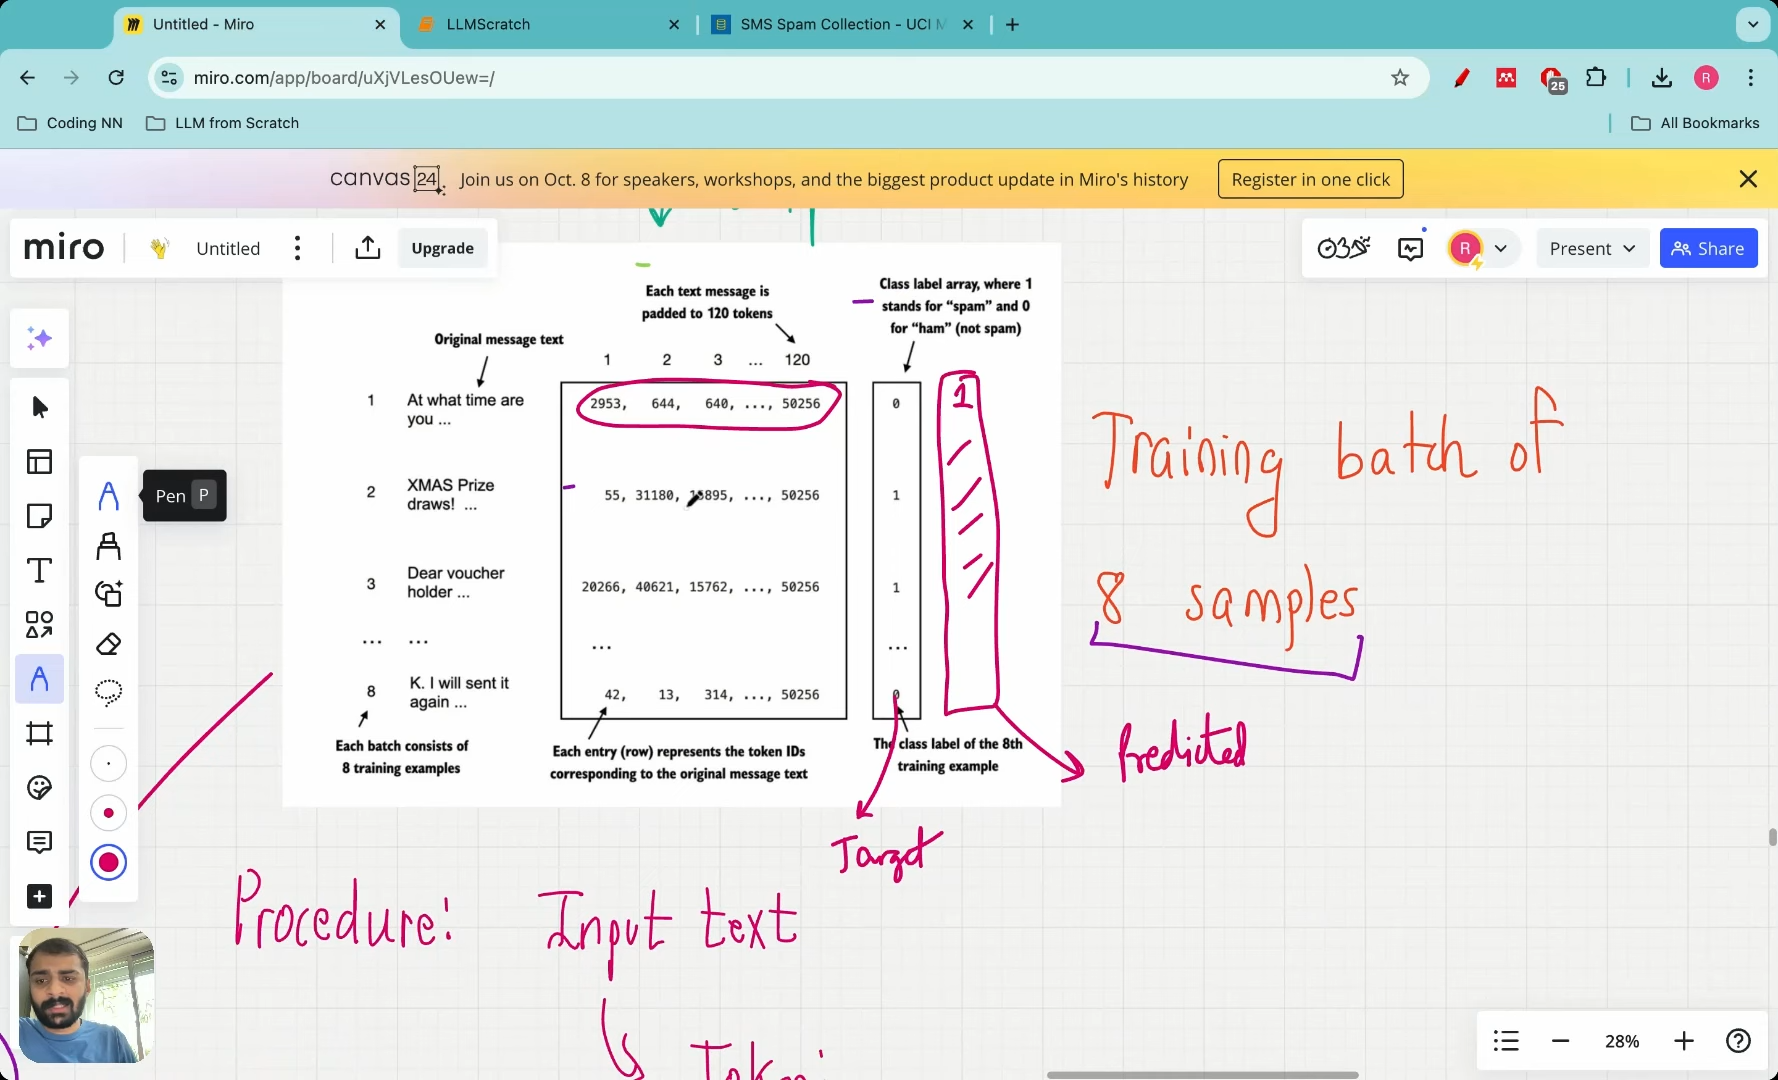 Untitled - Miro
LLMScratch
SMS Spam Collection - UCI M
miro.com/app/board/uXjVLesOUew=/
25
R
Coding NN
LLM from Scratch
All Bookmarks
canvas 24
Join us on Oct. 8 for speakers, workshops, and the biggest product update in Miro's history
Register in one click
miro
Untitled
Upgrade
R
Present
Share
Each text message is
padded to 120 tokens
Class label array, where 1
stands for “spam” and 0
for “ham” (not spam)
Original message text
1 2 3 ... 120
1 At what time are
you ...
2953, 644, 640, ..., 50256
0
1
2 XMAS Prize
draws! ...
55, 31180, 15895, ..., 50256
1
3 Dear voucher
holder ...
20266, 40621, 15762, ..., 50256
1
... ...
...
...
8 K. I will sent it
again ...
42, 13, 314, ..., 50256
0
Each batch consists of
8 training examples
Each entry (row) represents the token IDs
corresponding to the original message text
The class label of the 8th
training example
Training batch of
8 samples
Predicted
Target
Pen P
Procedure: Input text
28%